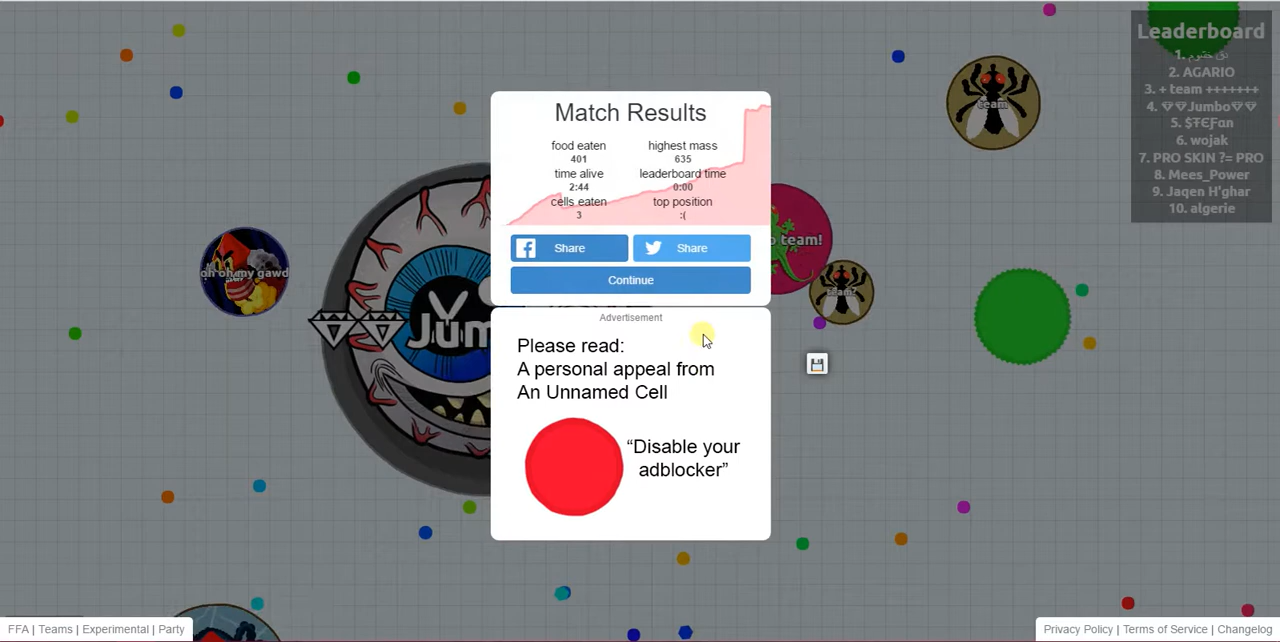 Leaderboard
1.
2. AGARIO
3. + team +++++++
4. 💎💎Jumbo💎💎
5. $₮€Ƒαn
6. wojak
7. PRO SKIN ?= PRO
8. Mees_Power
9. Jaqen H'ghar
10. algerie
Match Results
food eaten highest mass
401 635
time alive leaderboard time
2:44 0:00
cells eaten top position
3 :(
Share Share
Continue
Advertisement
Please read:
A personal appeal from
An Unnamed Cell
“Disable your
adblocker”
team
oh oh my gawd
team!
team?
FFA | Teams | Experimental | Party
Privacy Policy | Terms of Service | Changelog